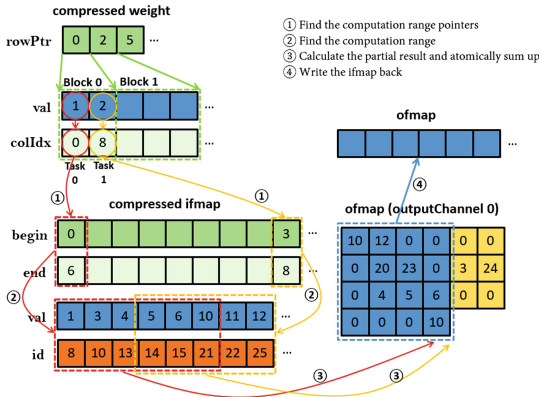 compressed weight
rowPtr 0 2 5 ...
Block 0 Block 1
val 1 2 ...
colIdx 0 8 ...
Task 0 Task 1
① Find the computation range pointers
② Find the computation range
③ Calculate the partial result and atomically sum up
④ Write the ifmap back
ofmap
...
④
① ①
compressed ifmap
begin 0 3 ...
end 6 8 ...
② ②
val 1 3 4 5 6 10 11 12 ...
id 8 10 13 14 15 21 22 25 ...
③ ③
ofmap (outputChannel 0)
10 12 0 0 0 0
0 20 23 0 3 24
0 4 5 6 0 0
0 0 0 10